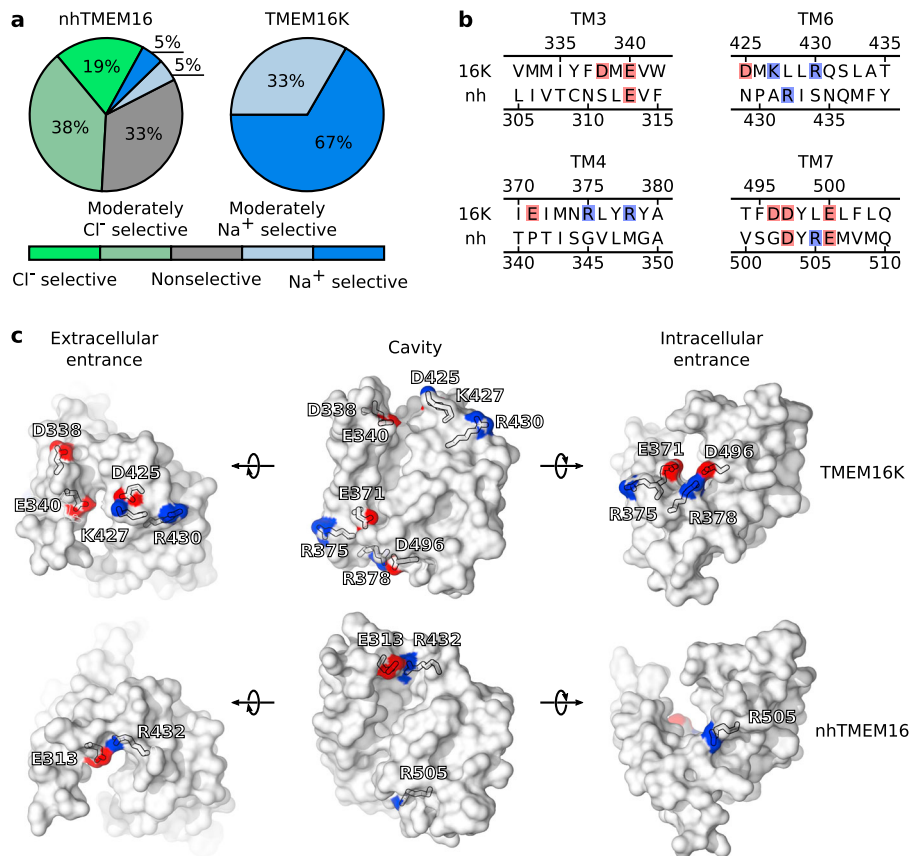 a
nhTMEM16
TMEM16K
5%
5%
19%
38%
33%
33%
67%
Moderately
Cl⁻ selective
Moderately
Na⁺ selective
Cl⁻ selective
Nonselective
Na⁺ selective
b
TM3
335 340
16K VMMIYFDMEVW
nh LIVTCNSLEVF
305 310 315
TM6
425 430 435
16K DMKLLRQSLAT
nh NPARISNQMFY
430 435
TM4
370 375 380
16K IEIMNRLYRYA
nh TPTISGVLMGA
340 345 350
TM7
495 500
16K TFDDYLELFLQ
nh VSGDYREMVMQ
500 505 510
c
Extracellular
entrance
Cavity
Intracellular
entrance
D338
D425
E340
K427
R430
D425
K427
D338
R430
E340
E371
R375
D496
R378
E371
D496
R375
R378
TMEM16K
R432
E313
E313
R432
R505
R505
nhTMEM16